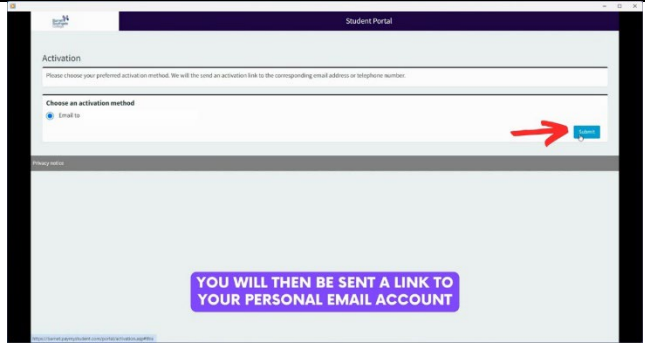 Student Portal
Activation
Please choose your preferred activation method. We will the send an activation link to the corresponding email address or telephone number.
Choose an activation method
Email to
Submit
Privacy notice
YOU WILL THEN BE SENT A LINK TO
YOUR PERSONAL EMAIL ACCOUNT